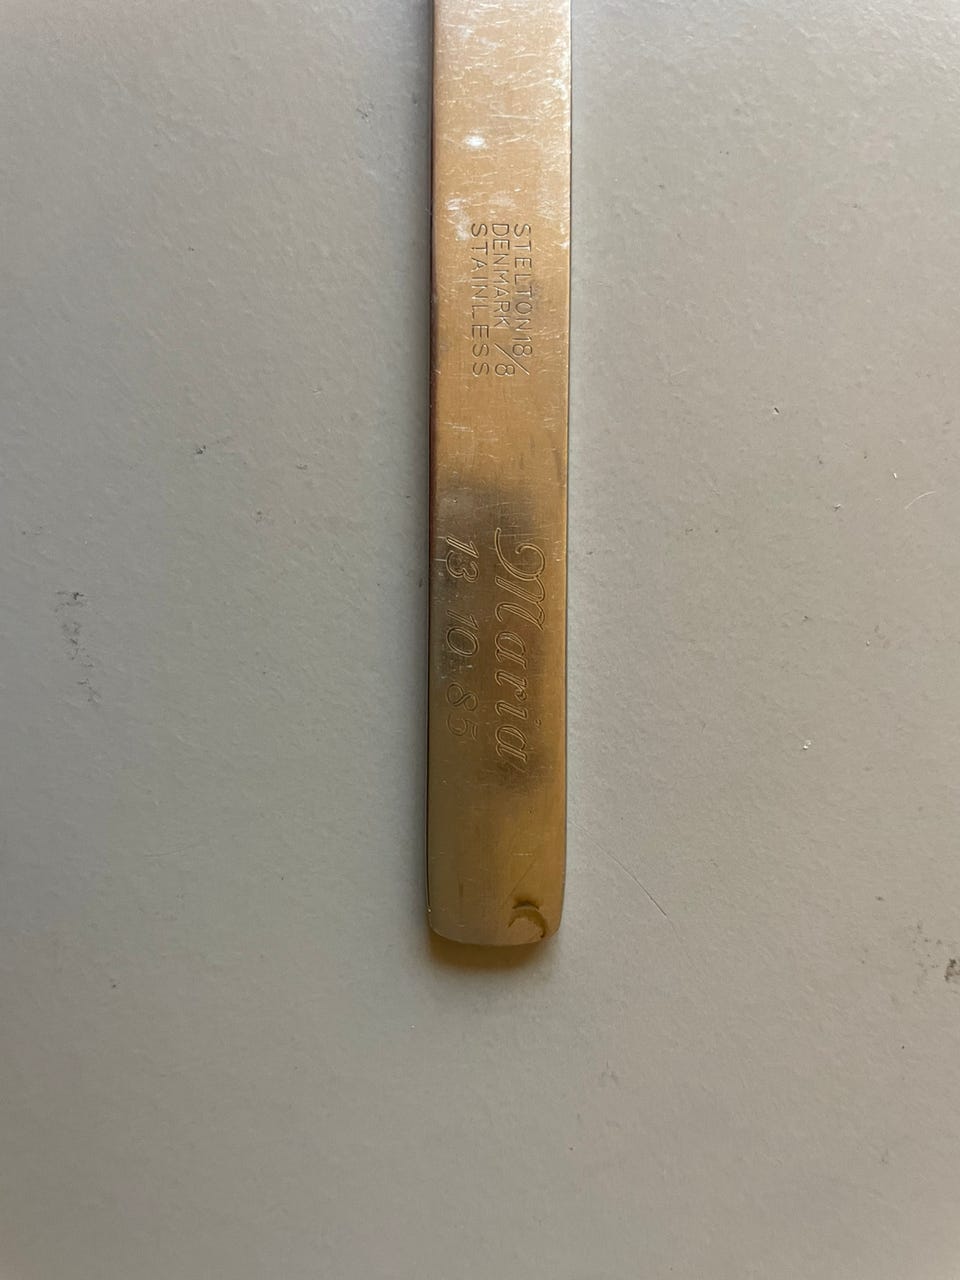 STELTON 18/
DENMARK /8
STAINLESS
Maria
13 10 85